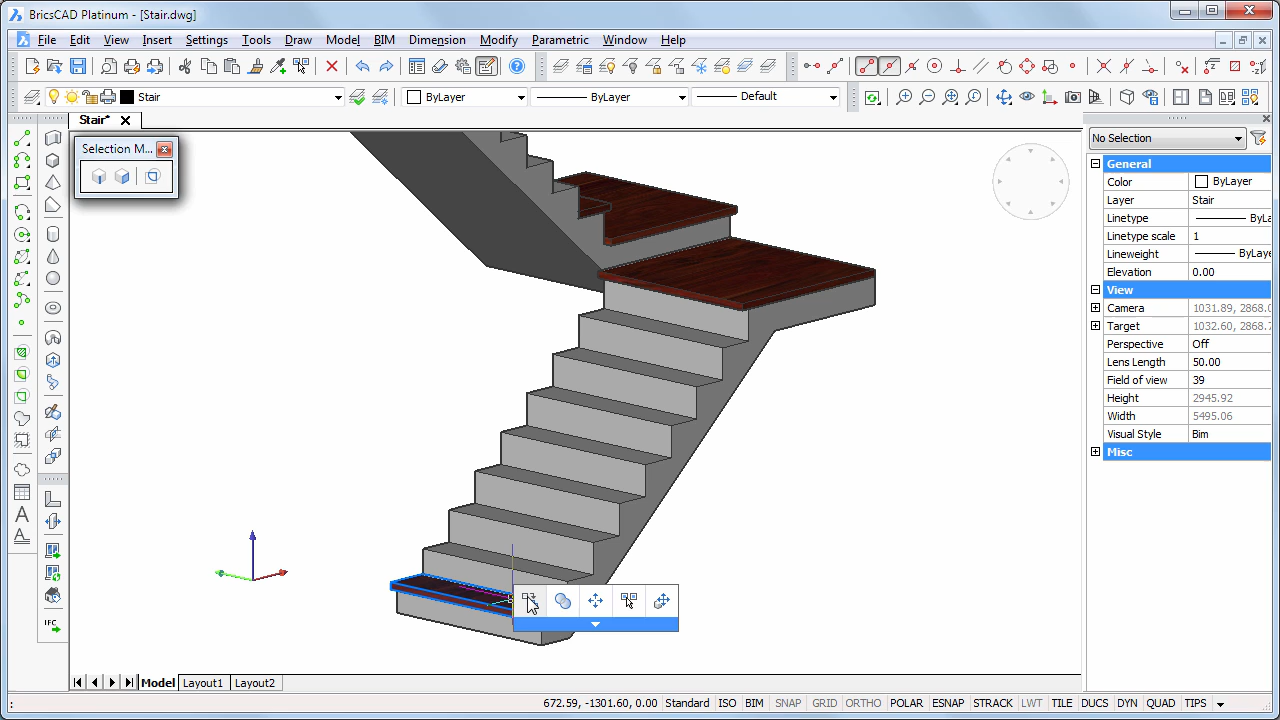 BricsCAD Platinum - [Stair.dwg]
File Edit View Insert Settings Tools Draw Model BIM Dimension Modify Parametric Window Help
Stair ByLayer ByLayer Default
Stair*
Selection M...
IFC
No Selection
General
Color ByLayer
Layer Stair
Linetype ByLa
Linetype scale 1
Lineweight ByLaye
Elevation 0.00
View
Camera 1031.89, 2868.0
Target 1032.60, 2868.7
Perspective Off
Lens Length 50.00
Field of view 39
Height 2945.92
Width 5495.06
Visual Style Bim
Misc
Model Layout1 Layout2
: 672.59, -1301.60, 0.00 Standard ISO BIM SNAP GRID ORTHO POLAR ESNAP STRACK LWT TILE DUCS DYN QUAD TIPS